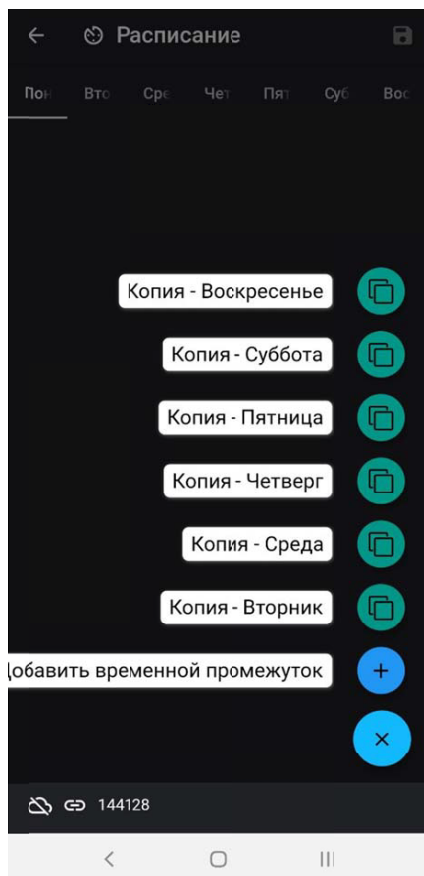 Расписание
Пон Вто Сре Чет Пят Суб Вос
Копия - Воскресенье
Копия - Суббота
Копия - Пятница
Копия - Четверг
Копия - Среда
Копия - Вторник
обавить временной промежуток
144128